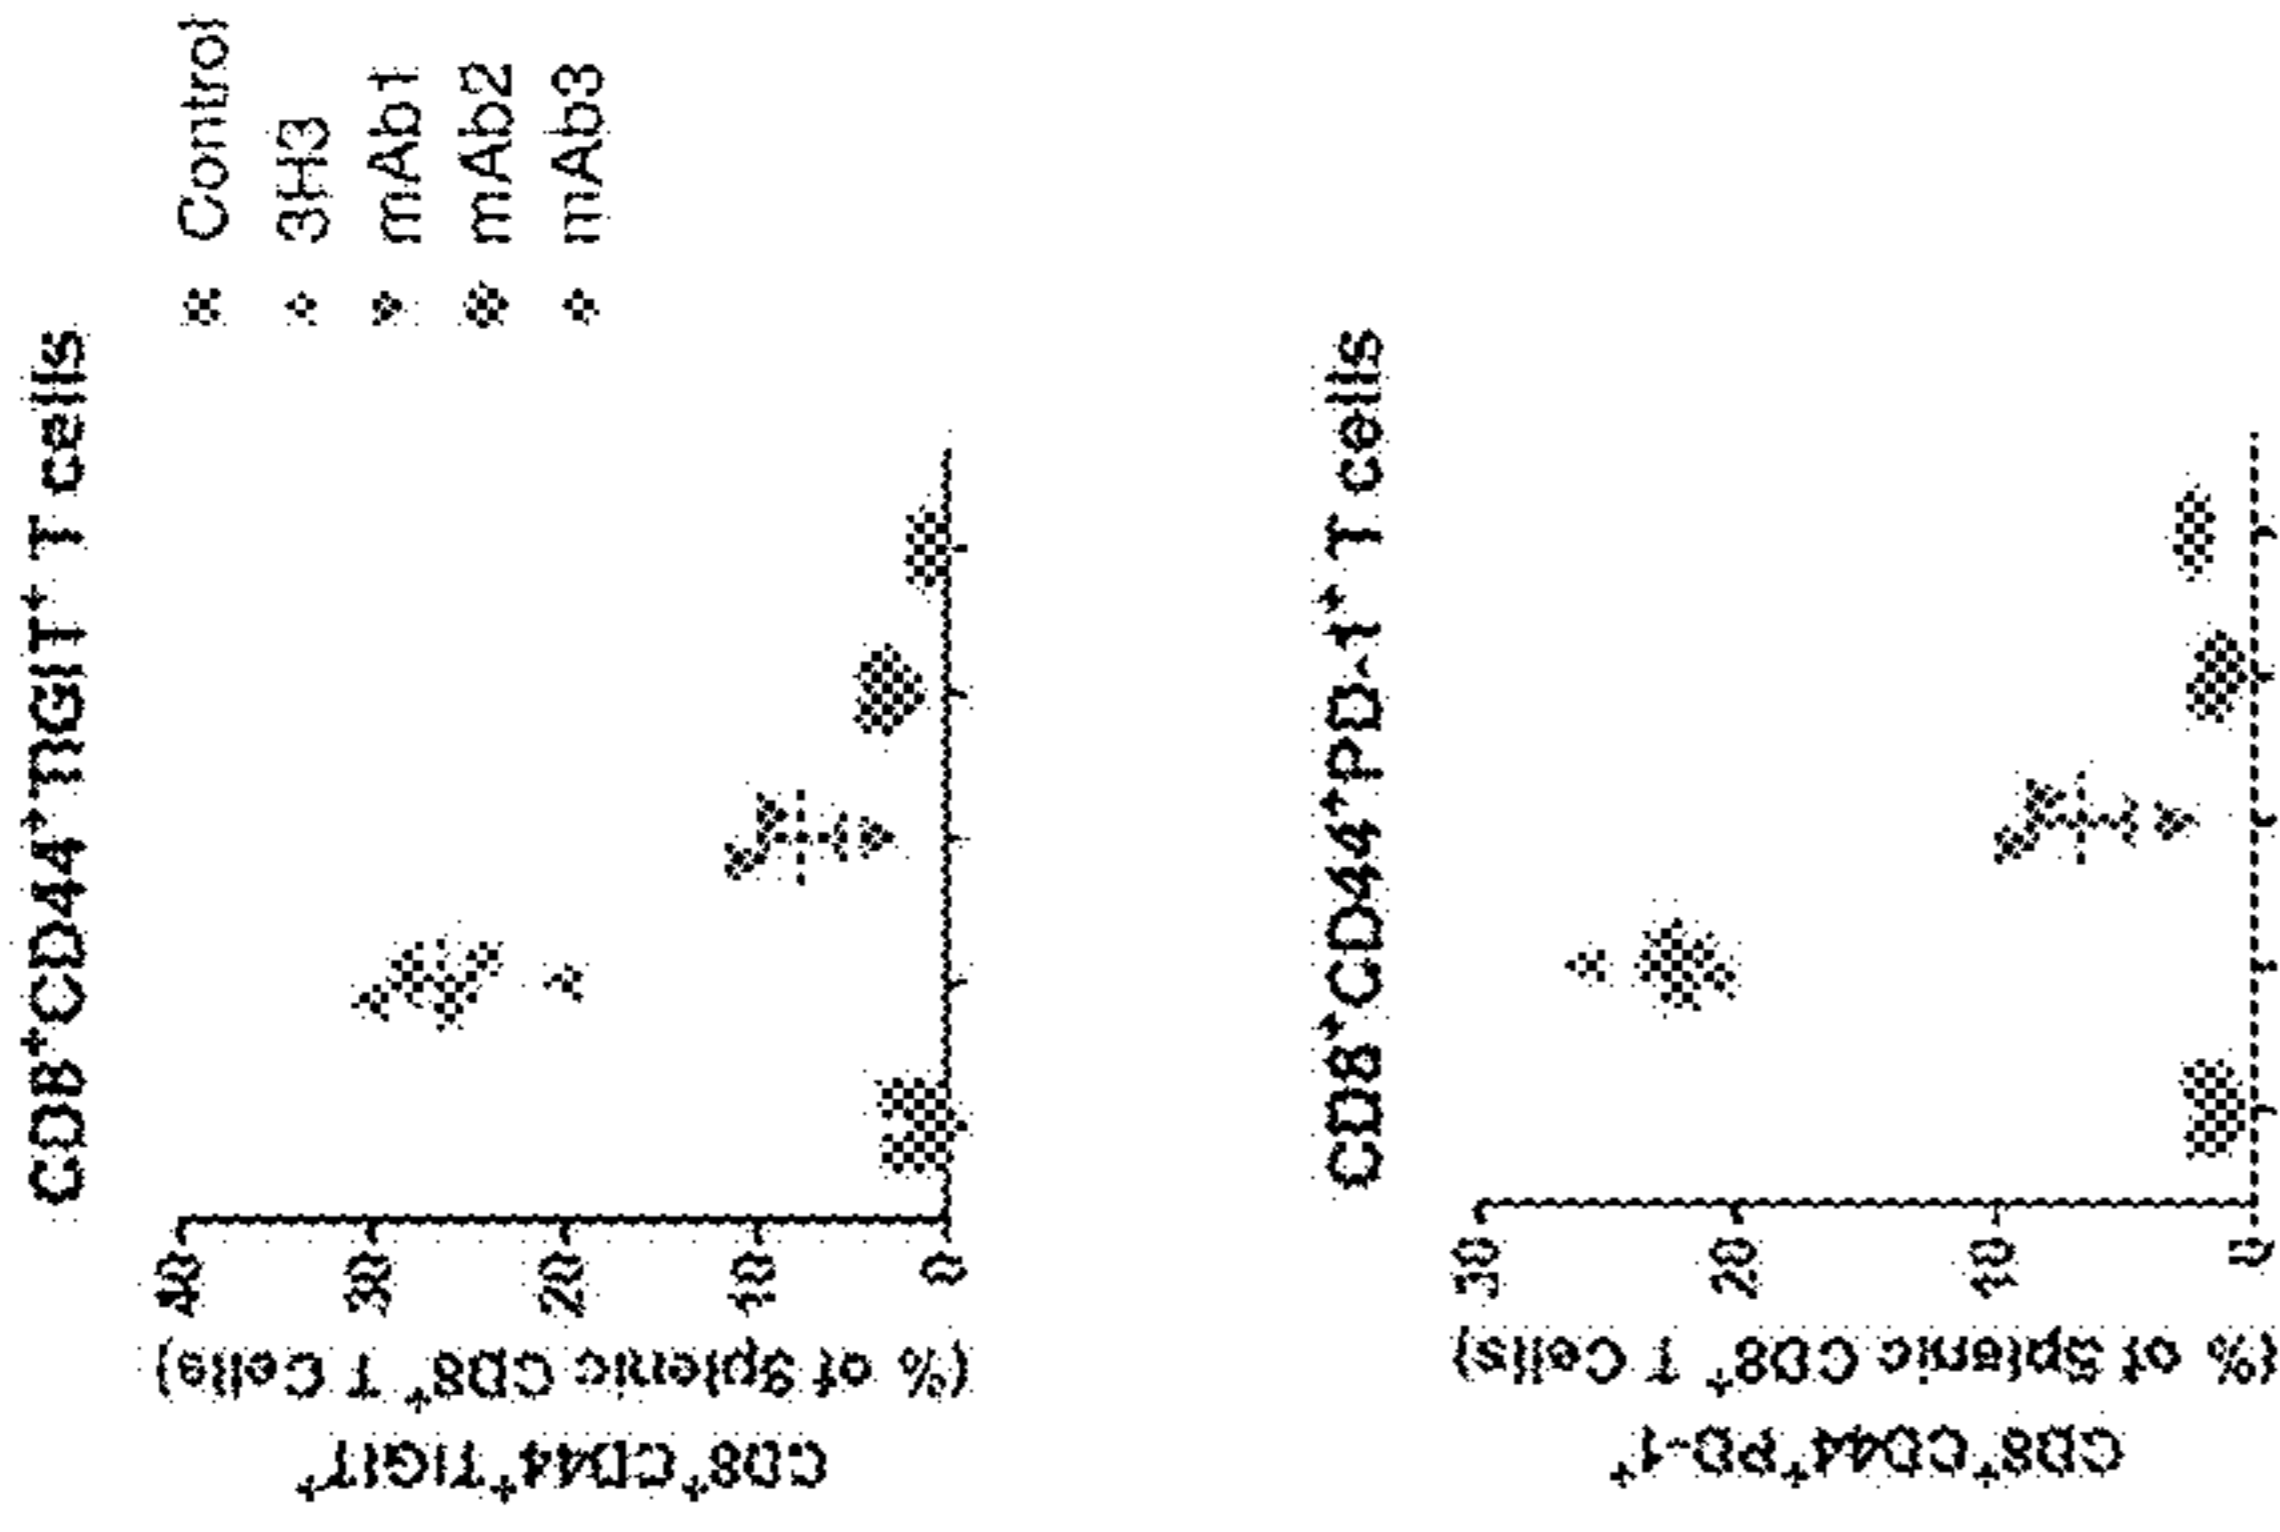 CD8⁺CD44⁺TIGIT⁺ T cells
CD8⁺CD44⁺TIGIT⁺
(% of Splenic CD8⁺ T Cells)
40
30
20
10
0
Control
3H3
mAb1
mAb2
mAb3
CD8⁺CD44⁺PD-1⁺ T cells
CD8⁺CD44⁺PD-1⁺
(% of Splenic CD8⁺ T Cells)
30
20
10
0